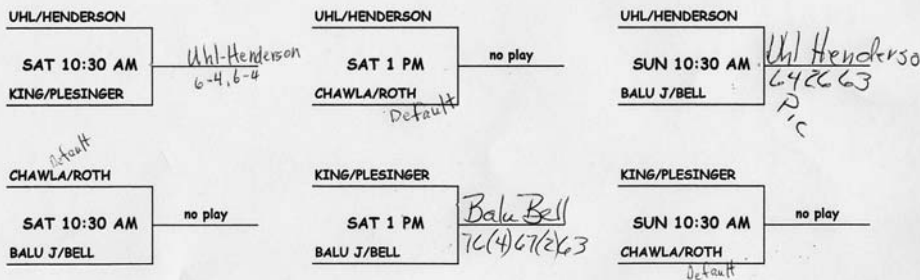 UHL/HENDERSON
SAT 10:30 AM
KING/PLESINGER
Uhl-Henderson
6-4, 6-4
UHL/HENDERSON
SAT 1 PM
CHAWLA/ROTH
Default
no play
UHL/HENDERSON
SUN 10:30 AM
BALU J/BELL
Uhl Henderso
64 26 63
Pic
Default
CHAWLA/ROTH
SAT 10:30 AM
BALU J/BELL
no play
KING/PLESINGER
SAT 1 PM
BALU J/BELL
Balu Bell
76(4) 67(2) 63
KING/PLESINGER
SUN 10:30 AM
CHAWLA/ROTH
Default
no play